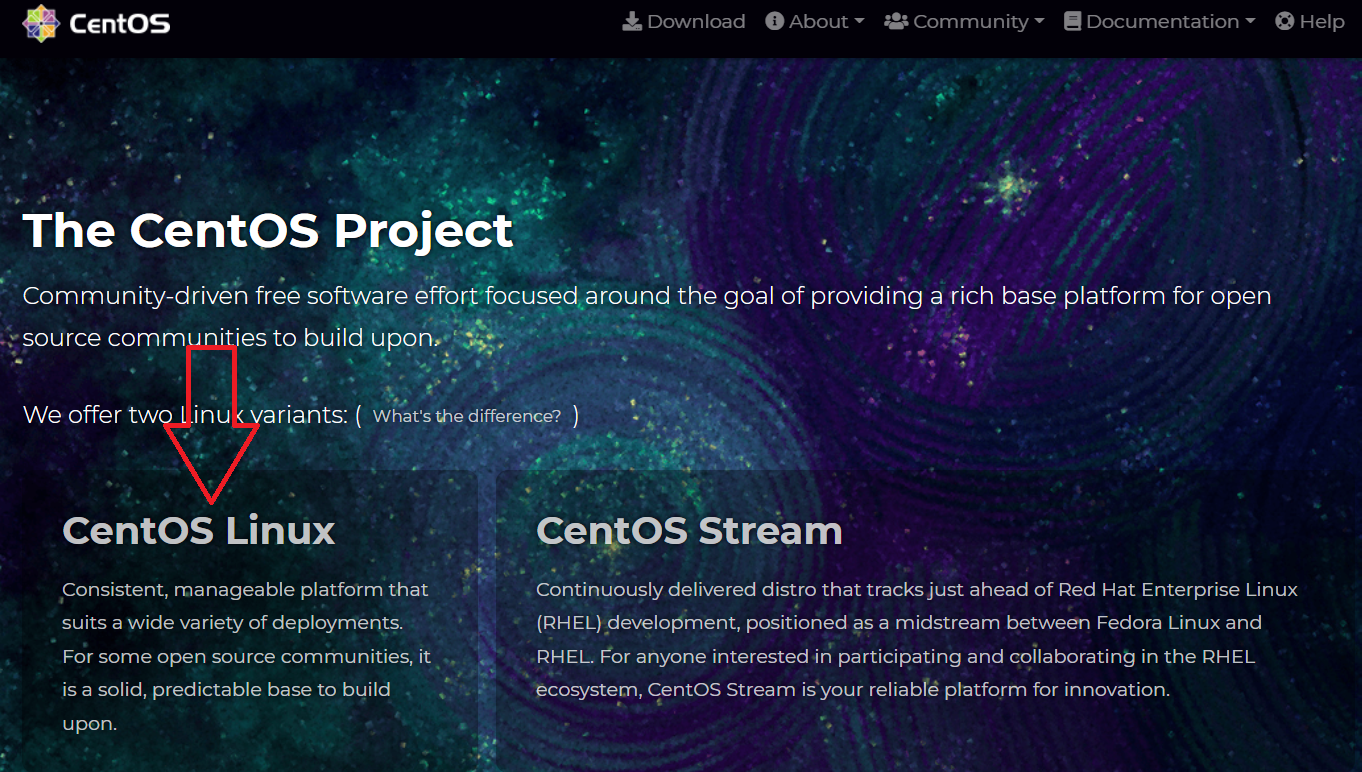 CentOS
Download About Community Documentation Help
The CentOS Project
Community-driven free software effort focused around the goal of providing a rich base platform for open
source communities to build upon.
We offer two Linux variants: ( What's the difference? )
CentOS Linux
Consistent, manageable platform that
suits a wide variety of deployments.
For some open source communities, it
is a solid, predictable base to build
upon.
CentOS Stream
Continuously delivered distro that tracks just ahead of Red Hat Enterprise Linux
(RHEL) development, positioned as a midstream between Fedora Linux and
RHEL. For anyone interested in participating and collaborating in the RHEL
ecosystem, CentOS Stream is your reliable platform for innovation.